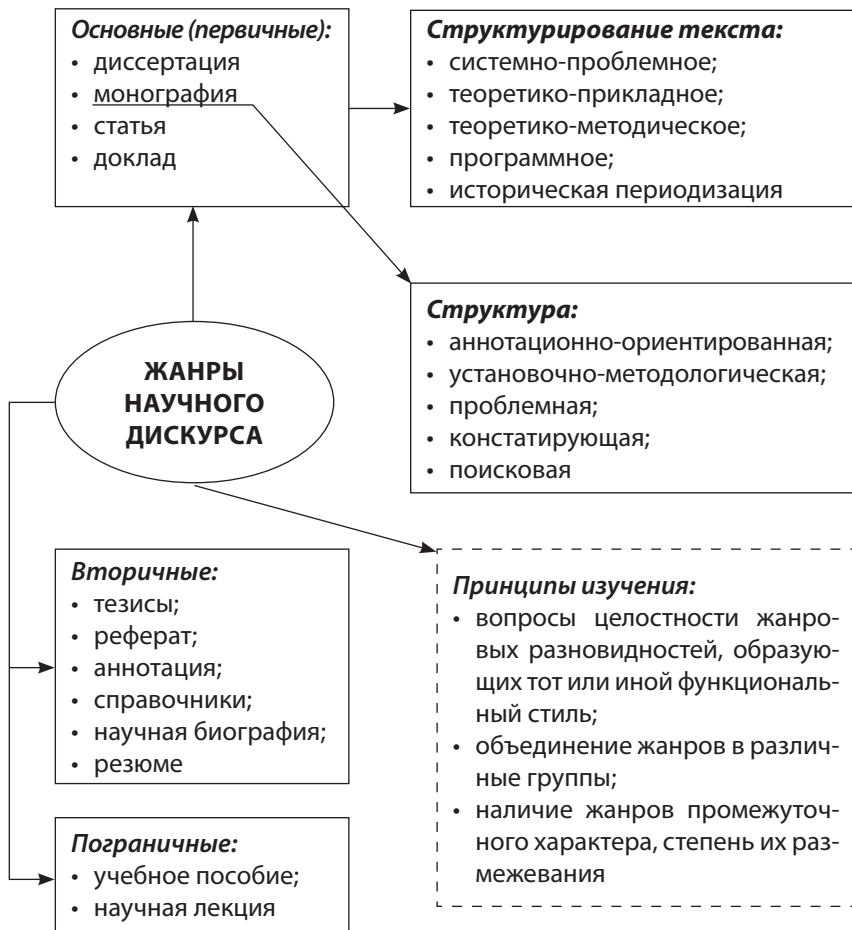 Основные (первичные):
• диссертация
• монография
• статья
• доклад
Структурирование текста:
• системно-проблемное;
• теоретико-прикладное;
• теоретико-методическое;
• программное;
• историческая периодизация
Структура:
• аннотационно-ориентированная;
• установочно-методологическая;
• проблемная;
• констатирующая;
• поисковая
ЖАНРЫ
НАУЧНОГО
ДИСКУРСА
Вторичные:
• тезисы;
• реферат;
• аннотация;
• справочники;
• научная биография;
• резюме
Принципы изучения:
• вопросы целостности жанро-
вых разновидностей, образую-
щих тот или иной функциональ-
ный стиль;
• объединение жанров в различ-
ные группы;
• наличие жанров промежуточ-
ного характера, степень их раз-
межевания
Пограничные:
• учебное пособие;
• научная лекция